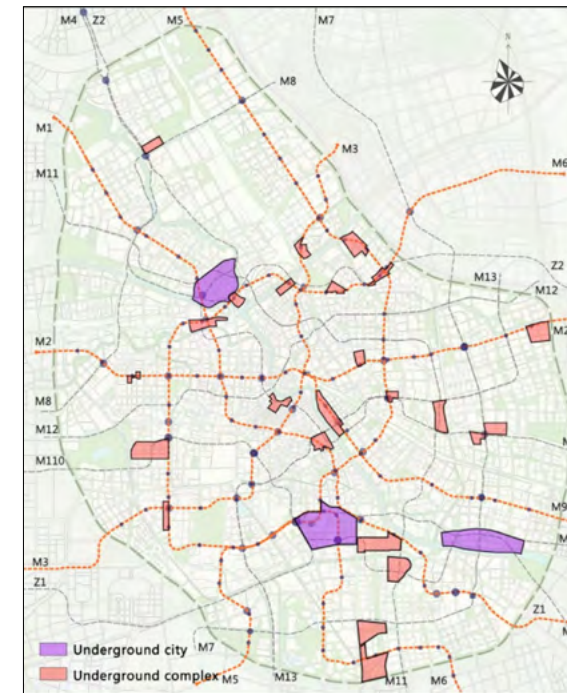 M4 Z2 M5 M7
M8
M1
M3
M11
M6
N
Z2
M13
M12
M2
M2
M8
M12
M110
M9
M3
Z1
Z1
M7
M5 M13 M11 M6
Underground city
Underground complex